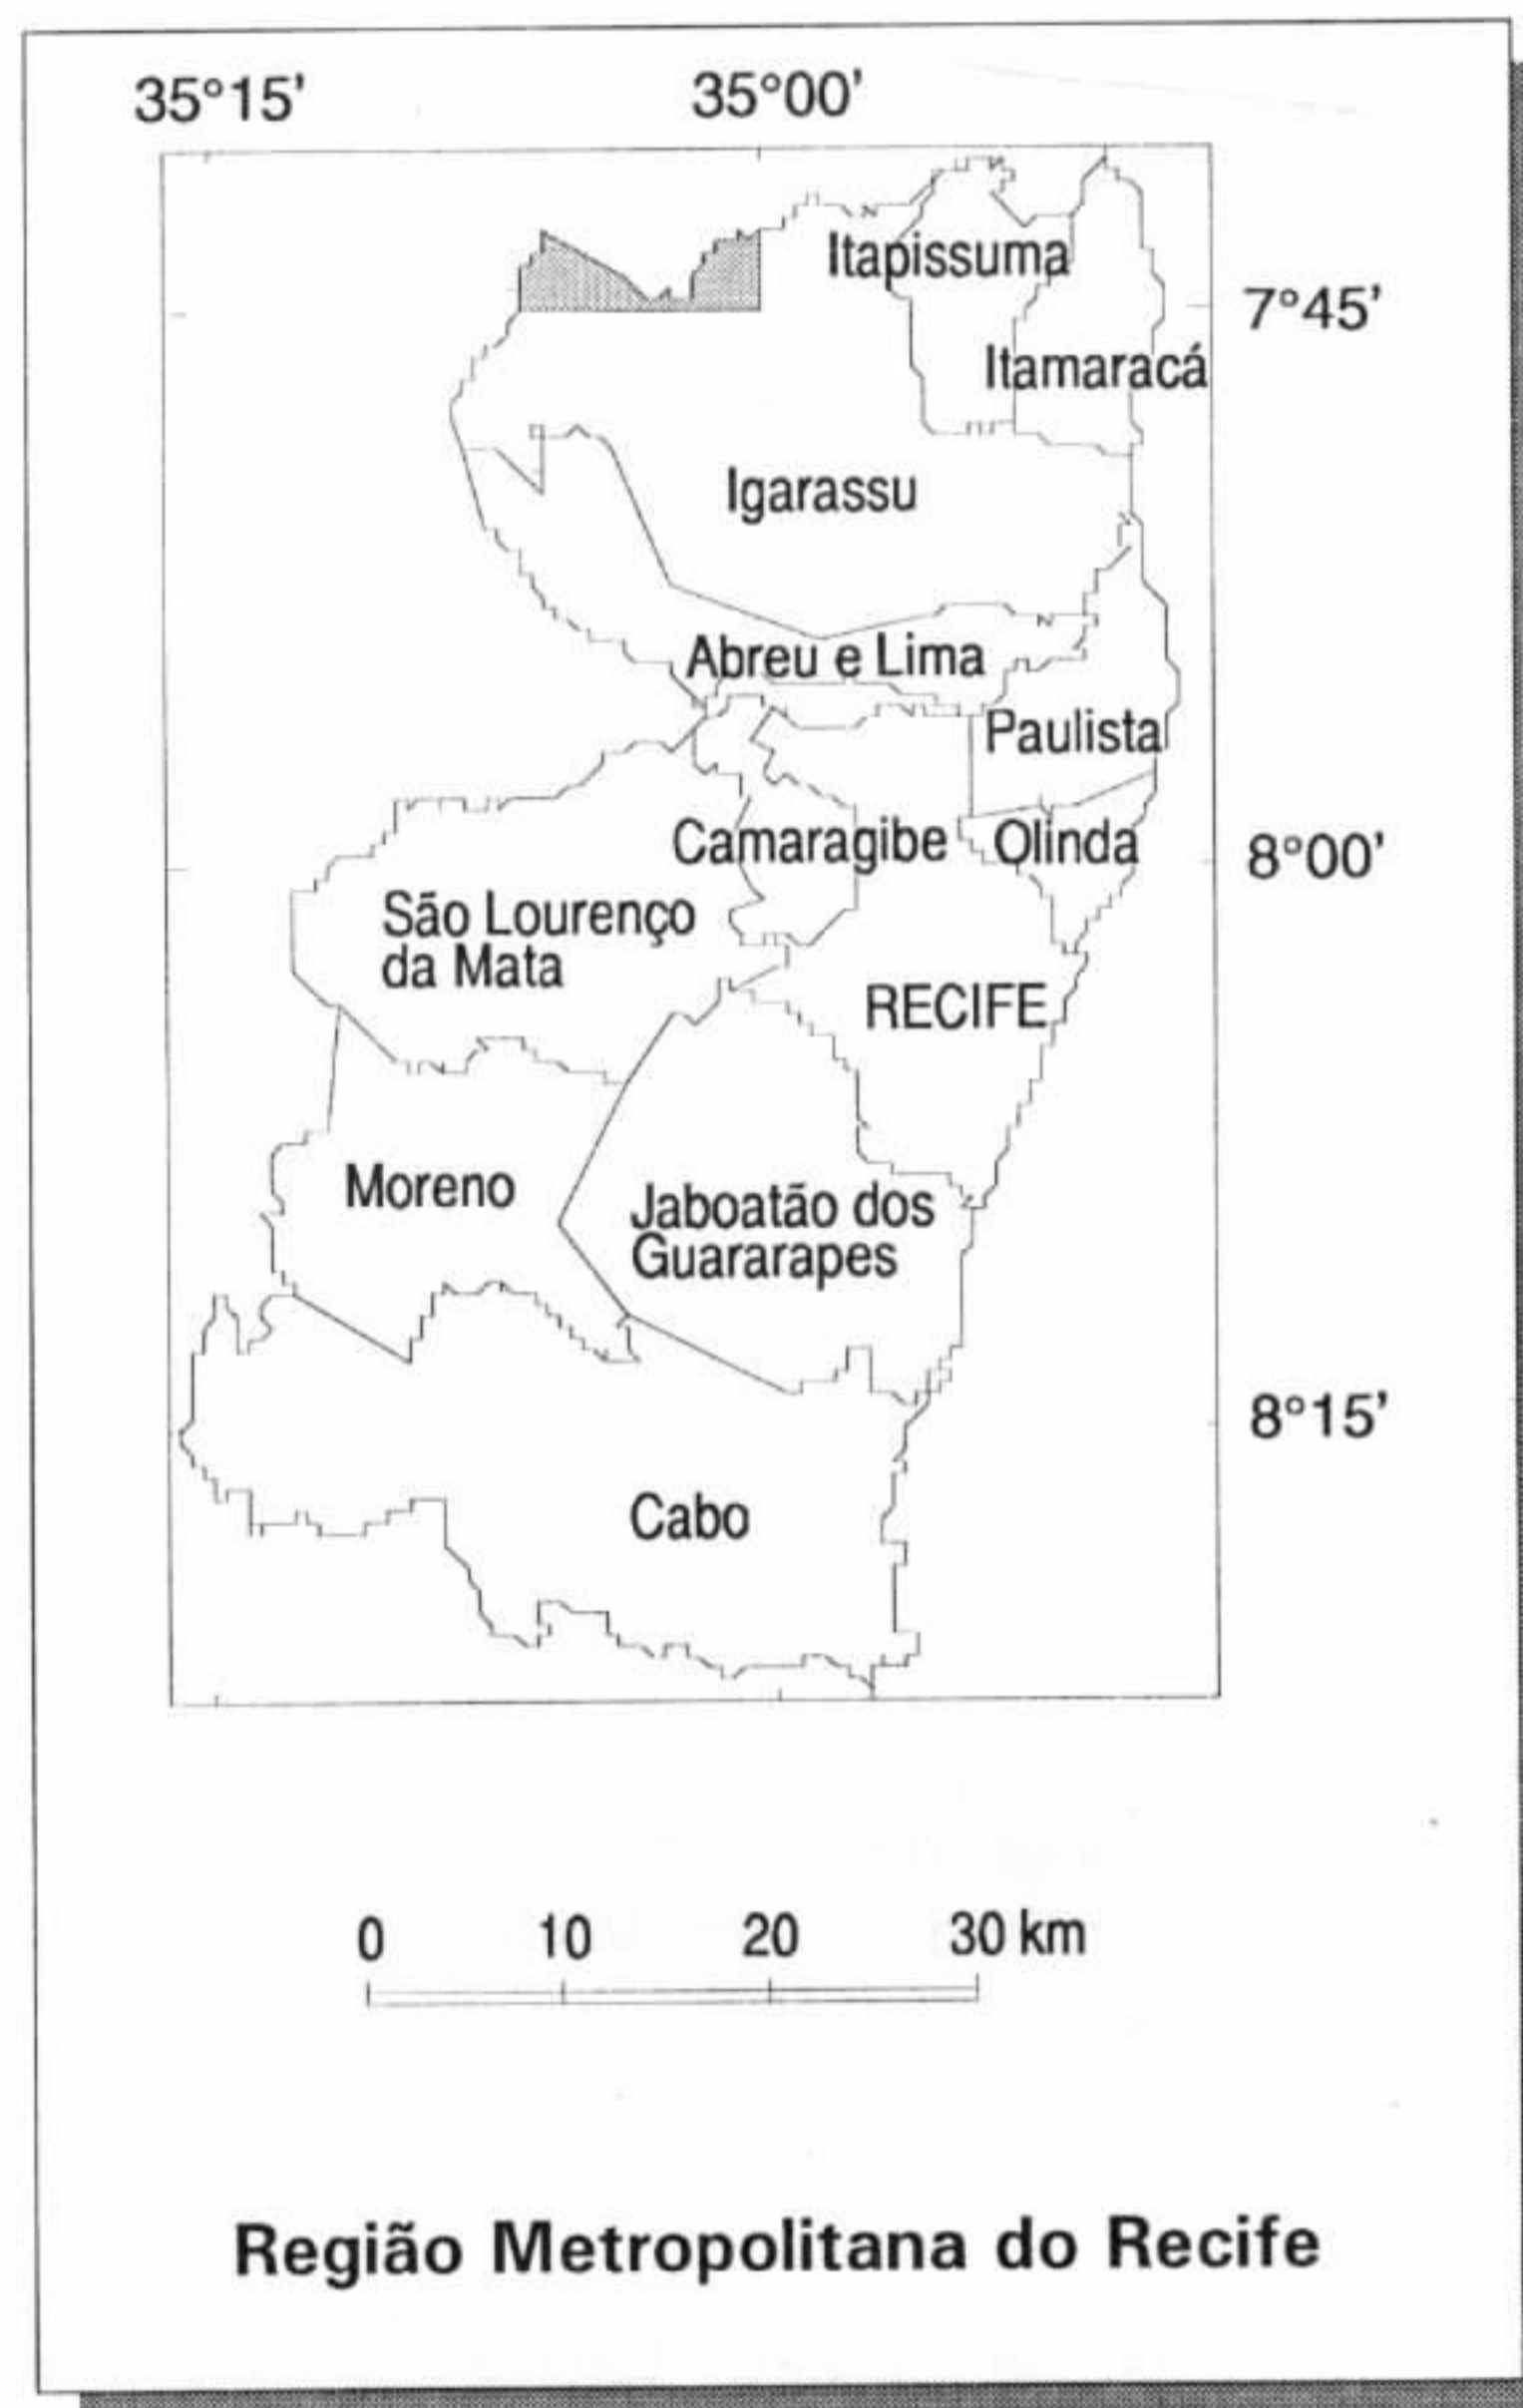 35°15' 35°00'
Itapissuma
7°45'
Itamaracá
Igarassu
Abreu e Lima
Paulista
Camaragibe Olinda
8°00'
São Lourenço
da Mata
RECIFE
Moreno
Jaboatão dos
Guararapes
8°15'
Cabo
0 10 20 30 km
Região Metropolitana do Recife